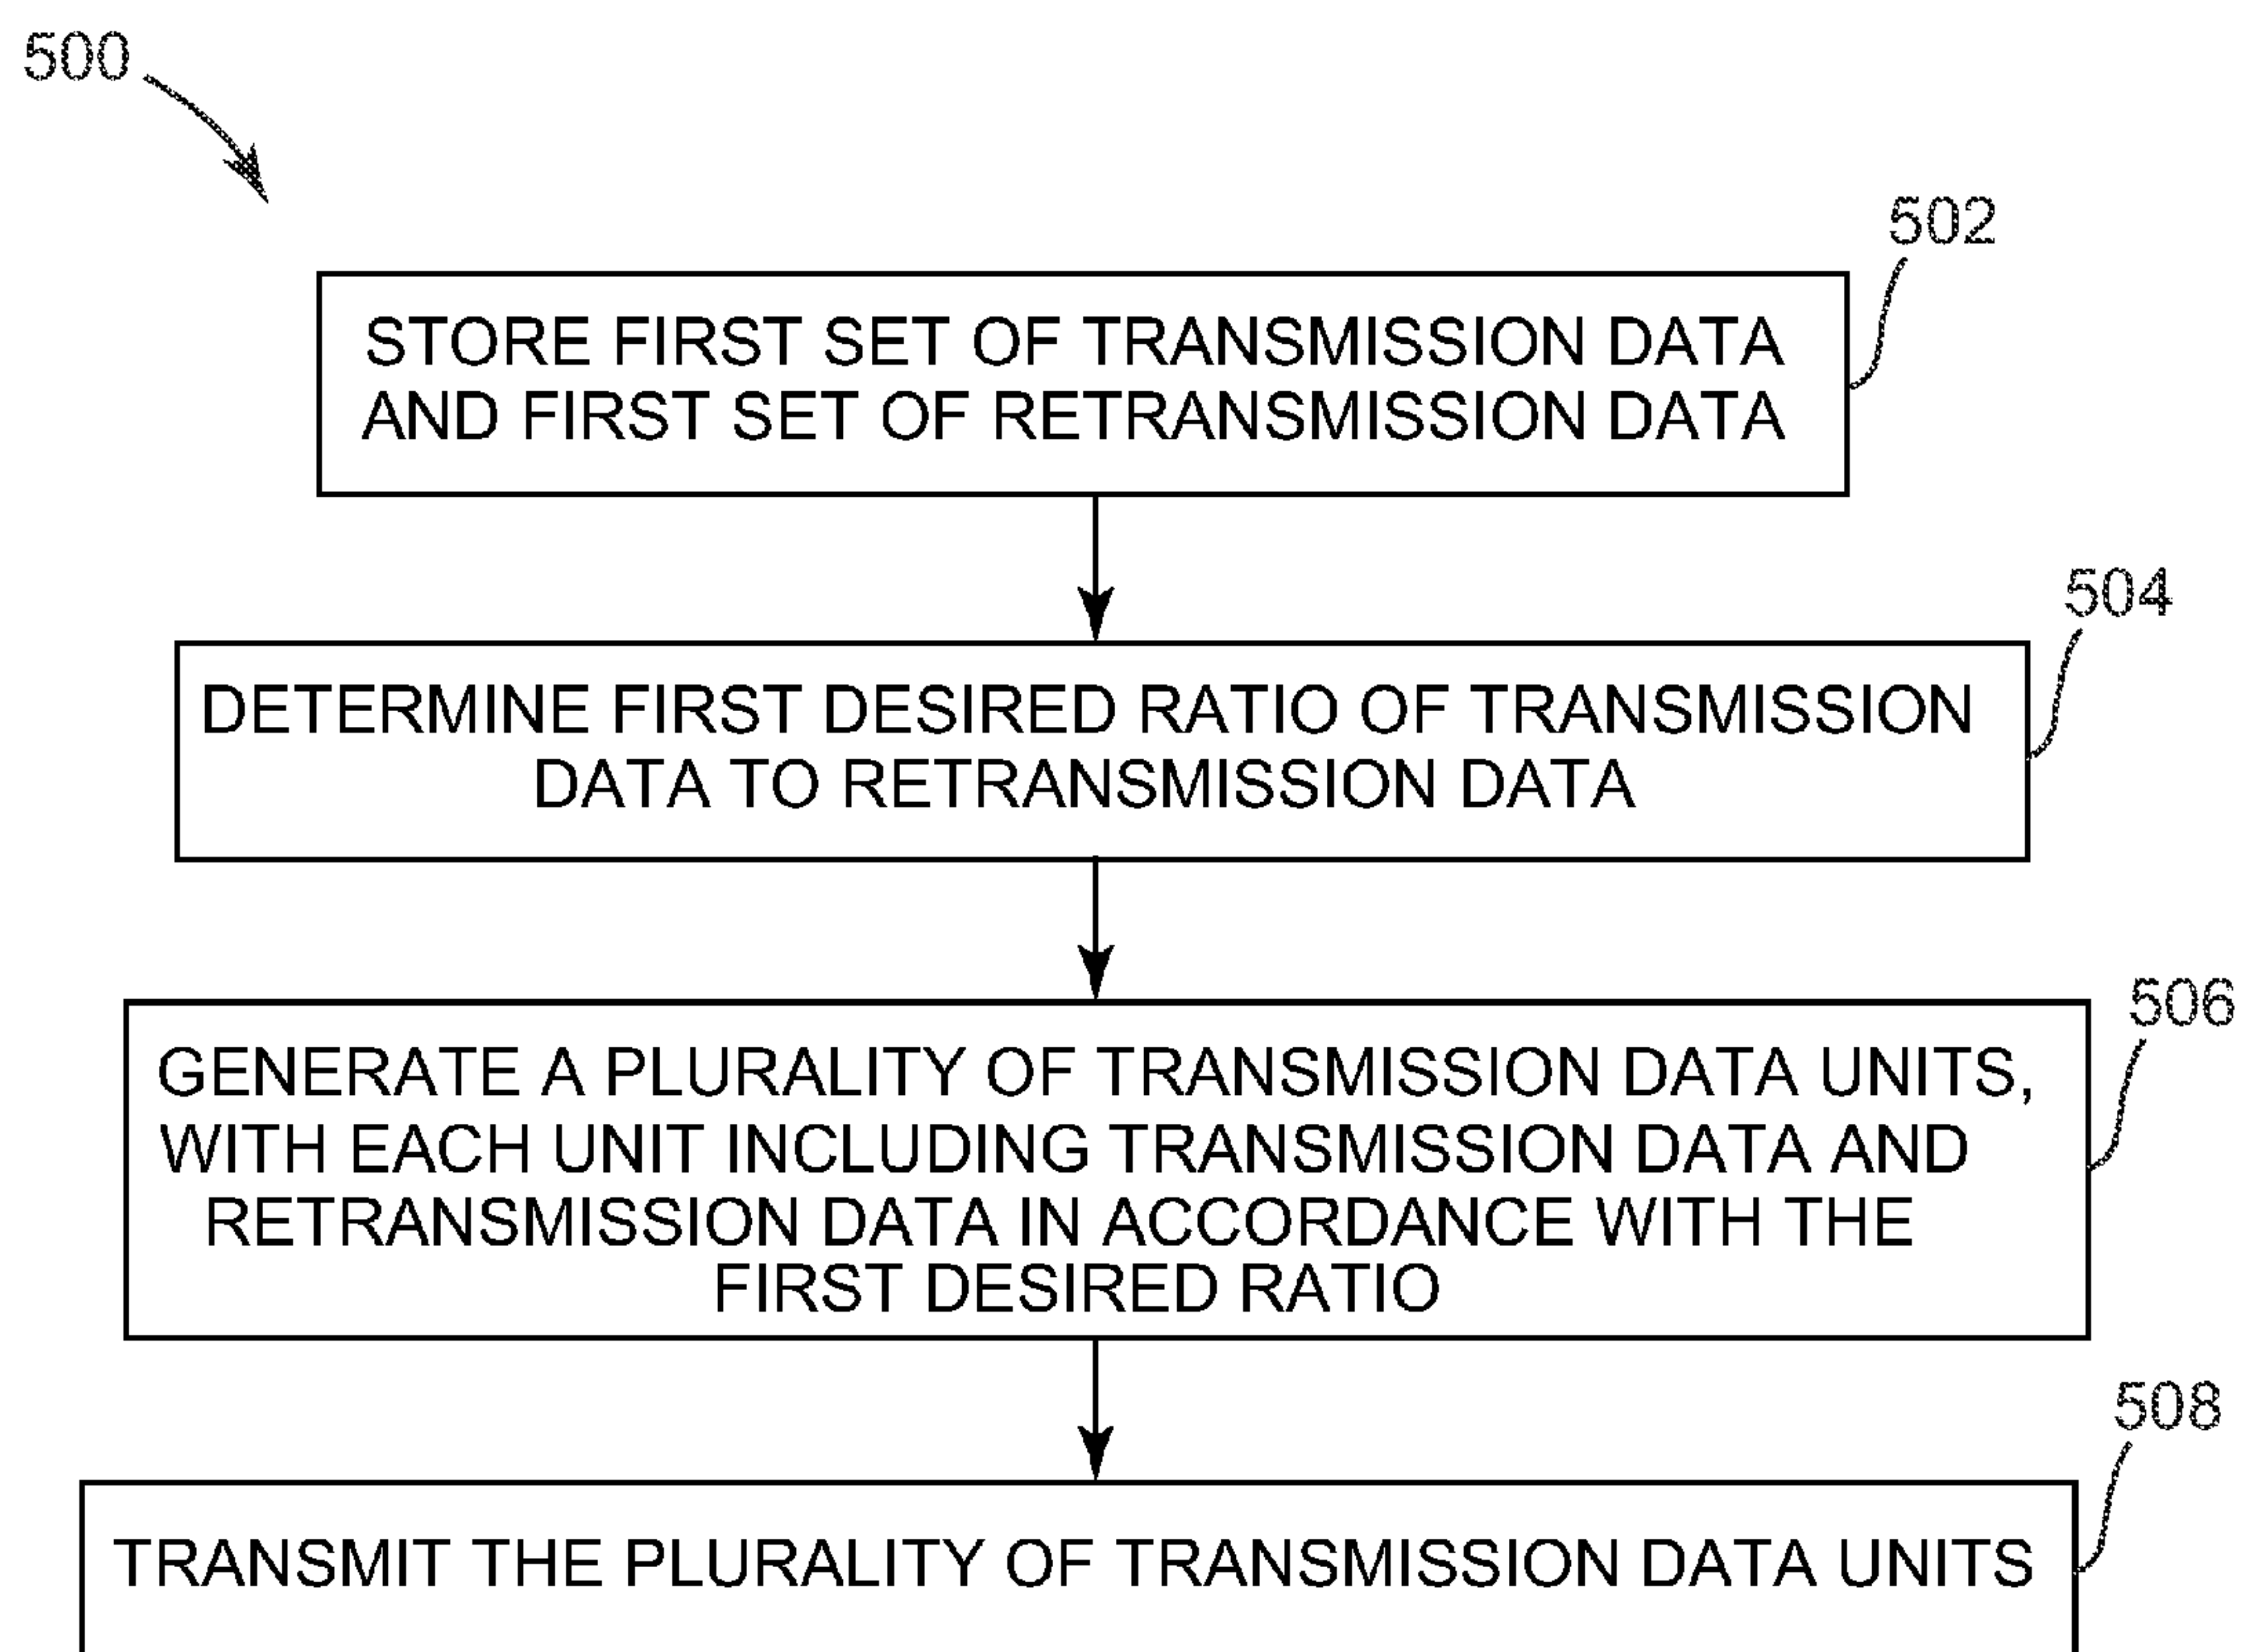 500
502
STORE FIRST SET OF TRANSMISSION DATA
AND FIRST SET OF RETRANSMISSION DATA
504
DETERMINE FIRST DESIRED RATIO OF TRANSMISSION
DATA TO RETRANSMISSION DATA
506
GENERATE A PLURALITY OF TRANSMISSION DATA UNITS,
WITH EACH UNIT INCLUDING TRANSMISSION DATA AND
RETRANSMISSION DATA IN ACCORDANCE WITH THE
FIRST DESIRED RATIO
508
TRANSMIT THE PLURALITY OF TRANSMISSION DATA UNITS